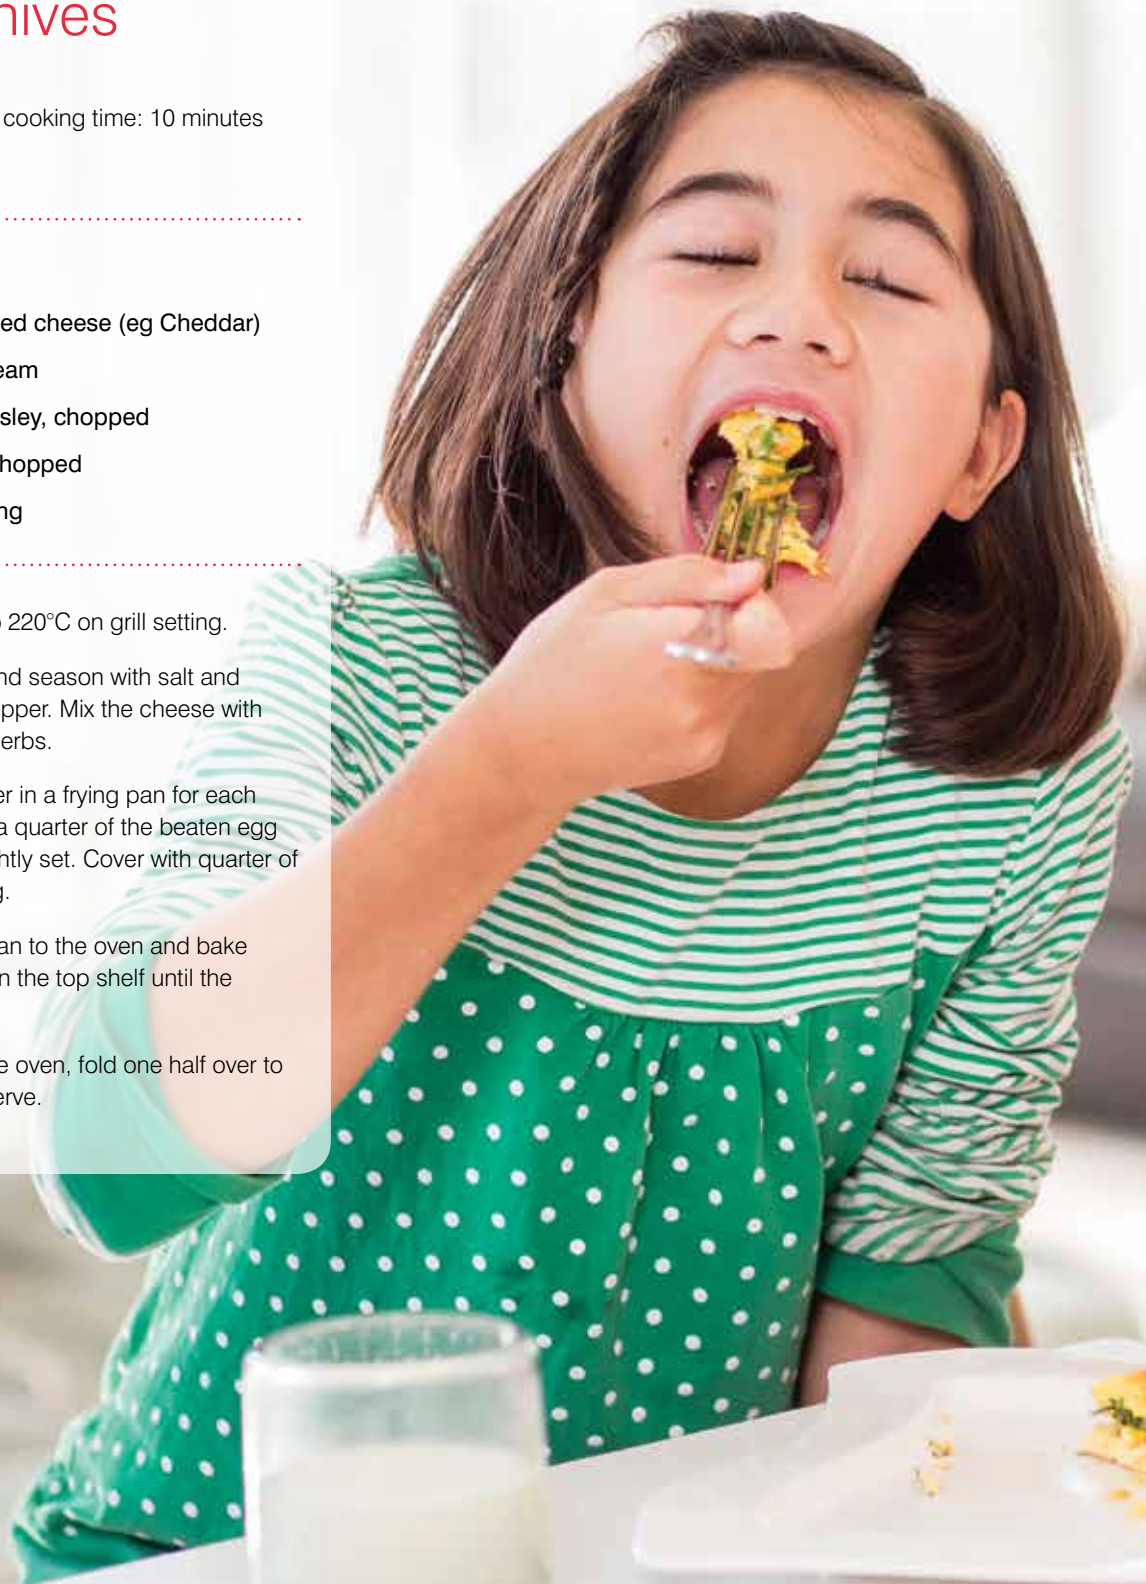 hives
cooking time: 10 minutes
ed cheese (eg Cheddar)
eam
sley, chopped
hopped
ng
220°C on grill setting.
nd season with salt and
pper. Mix the cheese with
erbs.
er in a frying pan for each
a quarter of the beaten egg
htly set. Cover with quarter of
g.
an to the oven and bake
n the top shelf until the
e oven, fold one half over to
erve.